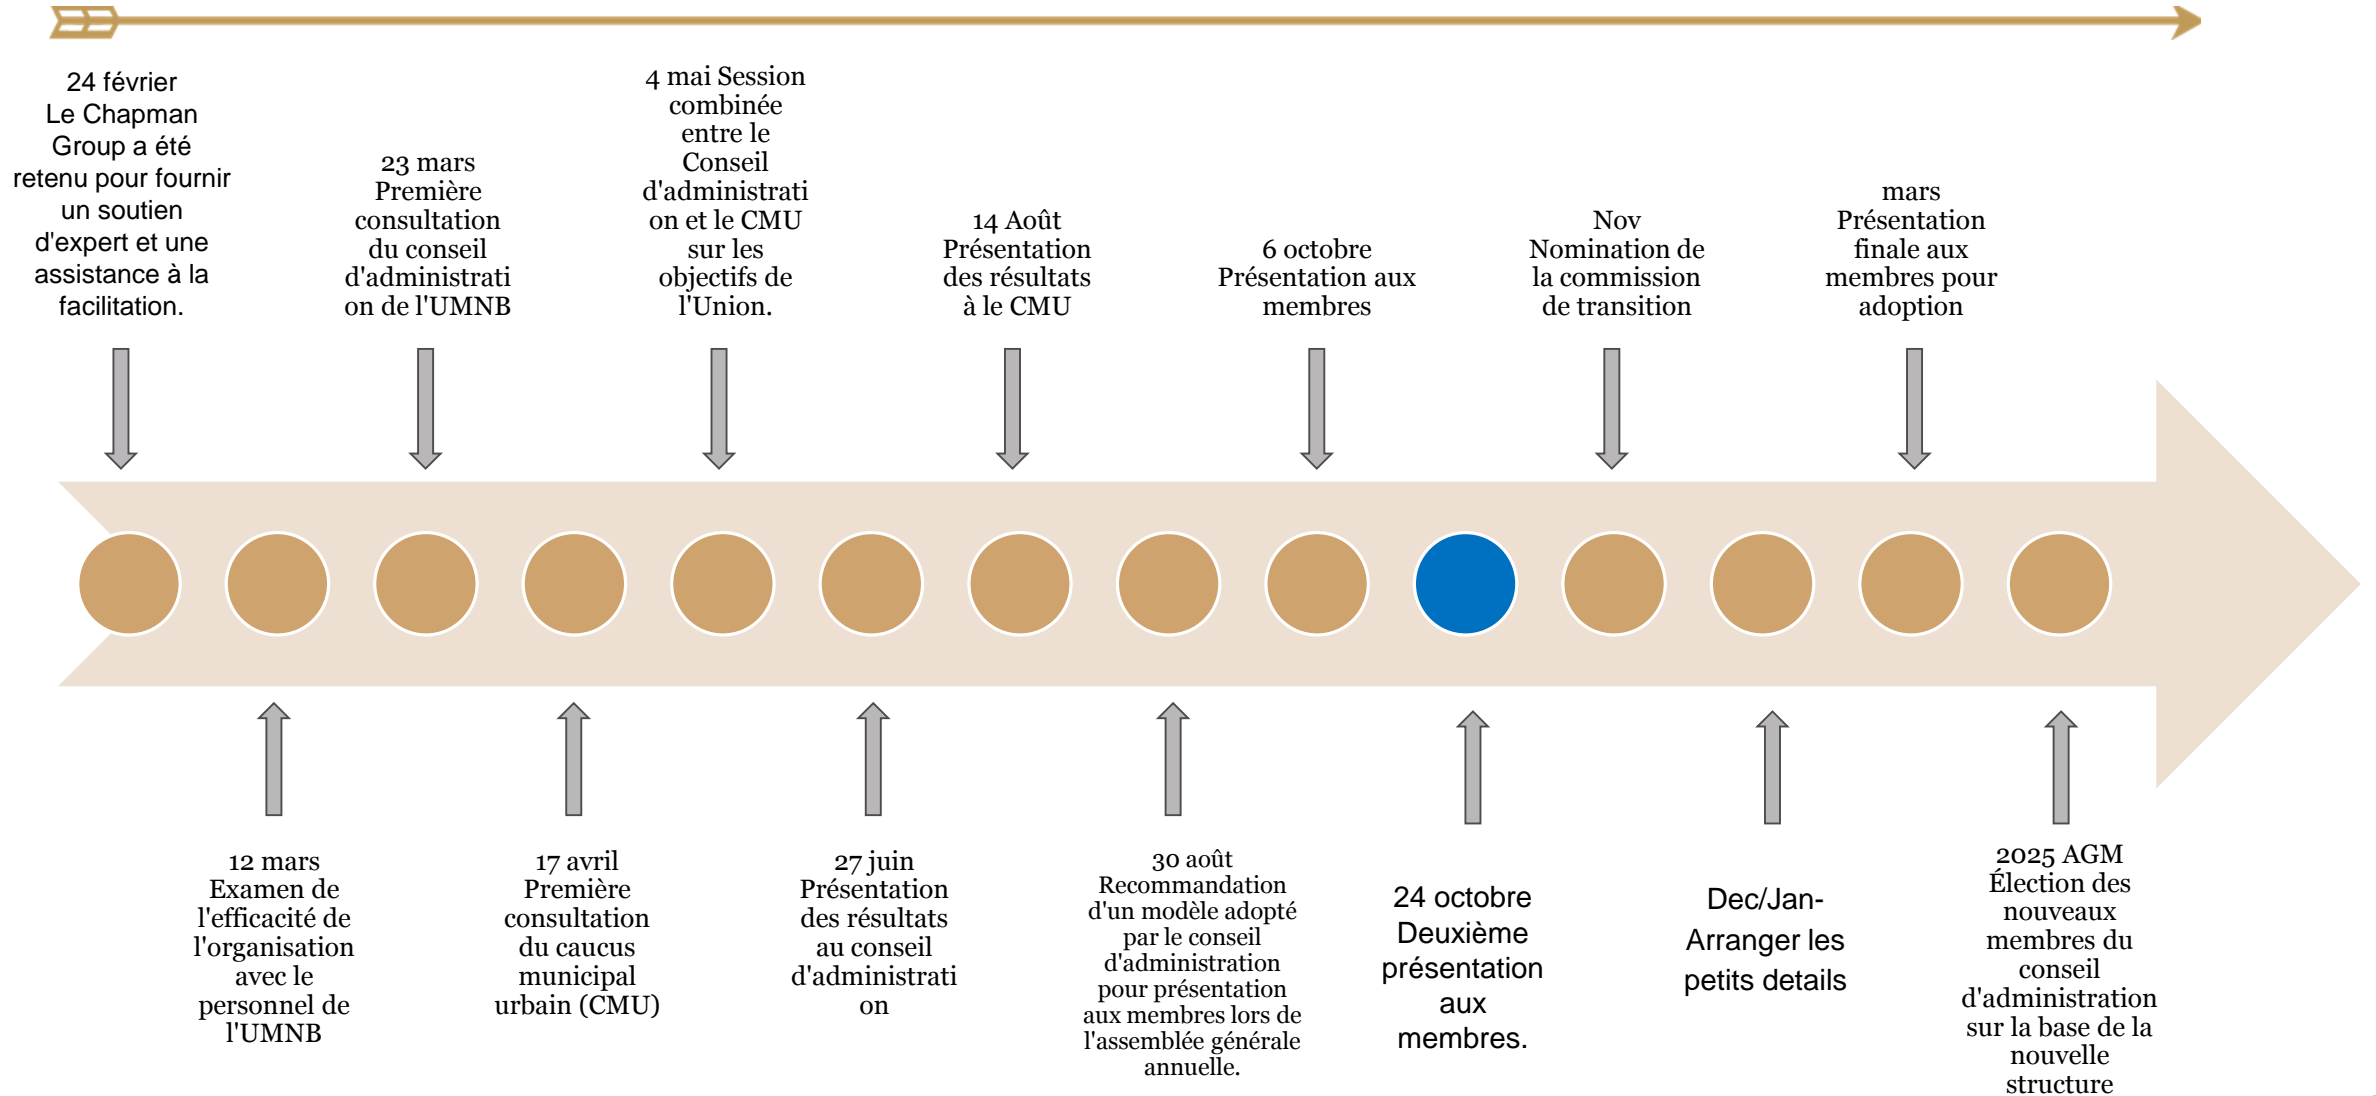 24 février
Le Chapman
Group a été
retenu pour fournir
un soutien
d'expert et une
assistance à la
facilitation.
23 mars
Première
consultation
du conseil
d'administrati
on de l'UMNB
4 mai Session
combinée
entre le
Conseil
d'administrati
on et le CMU
sur les
objectifs de
l'Union.
14 Août
Présentation
des résultats
à le CMU
6 octobre
Présentation aux
membres
Nov
Nomination de
la commission
de transition
mars
Présentation
finale aux
membres pour
adoption
12 mars
Examen de
l'efficacité de
l'organisation
avec le
personnel de
l'UMNB
17 avril
Première
consultation
du caucus
municipal
urbain (CMU)
27 juin
Présentation
des résultats
au conseil
d'administrati
on
30 août
Recommandation
d'un modèle adopté
par le conseil
d'administration
pour présentation
aux membres lors de
l'assemblée générale
annuelle.
24 octobre
Deuxième
présentation
aux
membres.
Dec/Jan-
Arranger les
petits details
2025 AGM
Élection des
nouveaux
membres du
conseil
d'administration
sur la base de la
nouvelle
structure